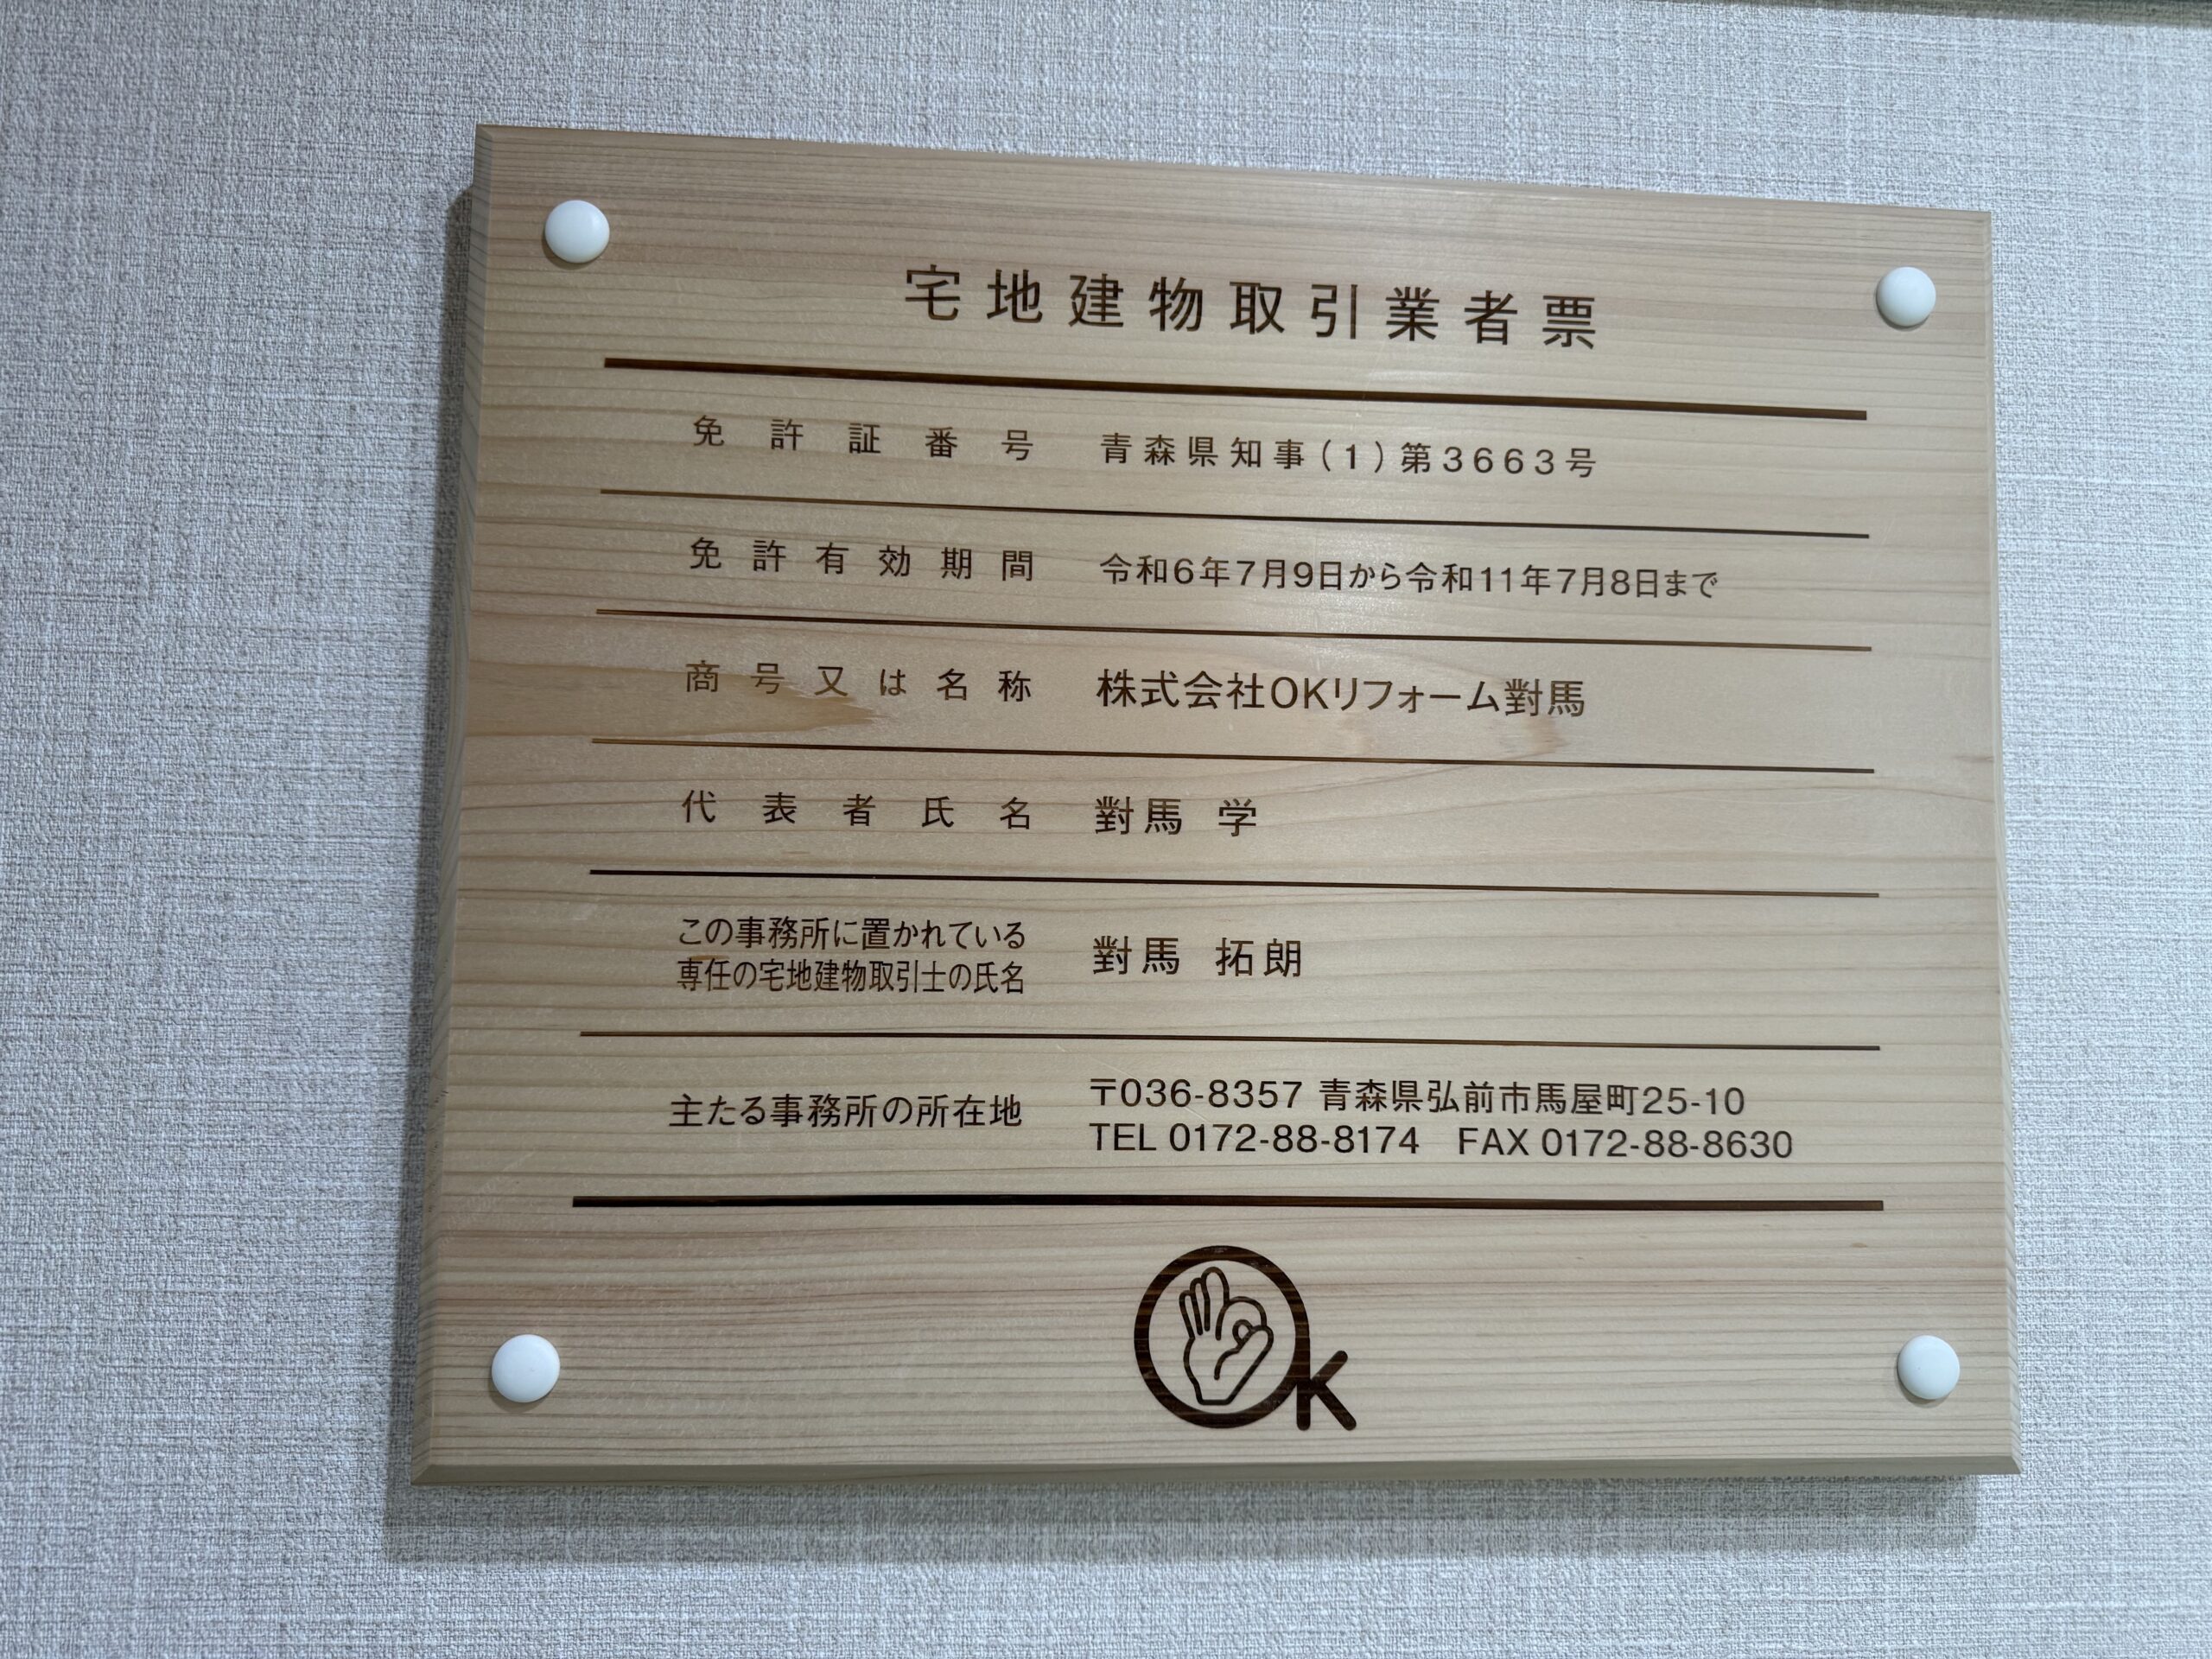 宅地建物取引業者票
免許証番号 青森県知事(1)第3663号
免許有効期間 令和6年7月9日から令和11年7月8日まで
商号又は名称 株式会社OKリフォーム對馬
代表者氏名 對馬 学
この事務所に置かれている
専任の宅地建物取引士の氏名 對馬 拓朗
主たる事務所の所在地 〒036-8357 青森県弘前市馬屋町25-10
TEL 0172-88-8174 FAX 0172-88-8630
OK